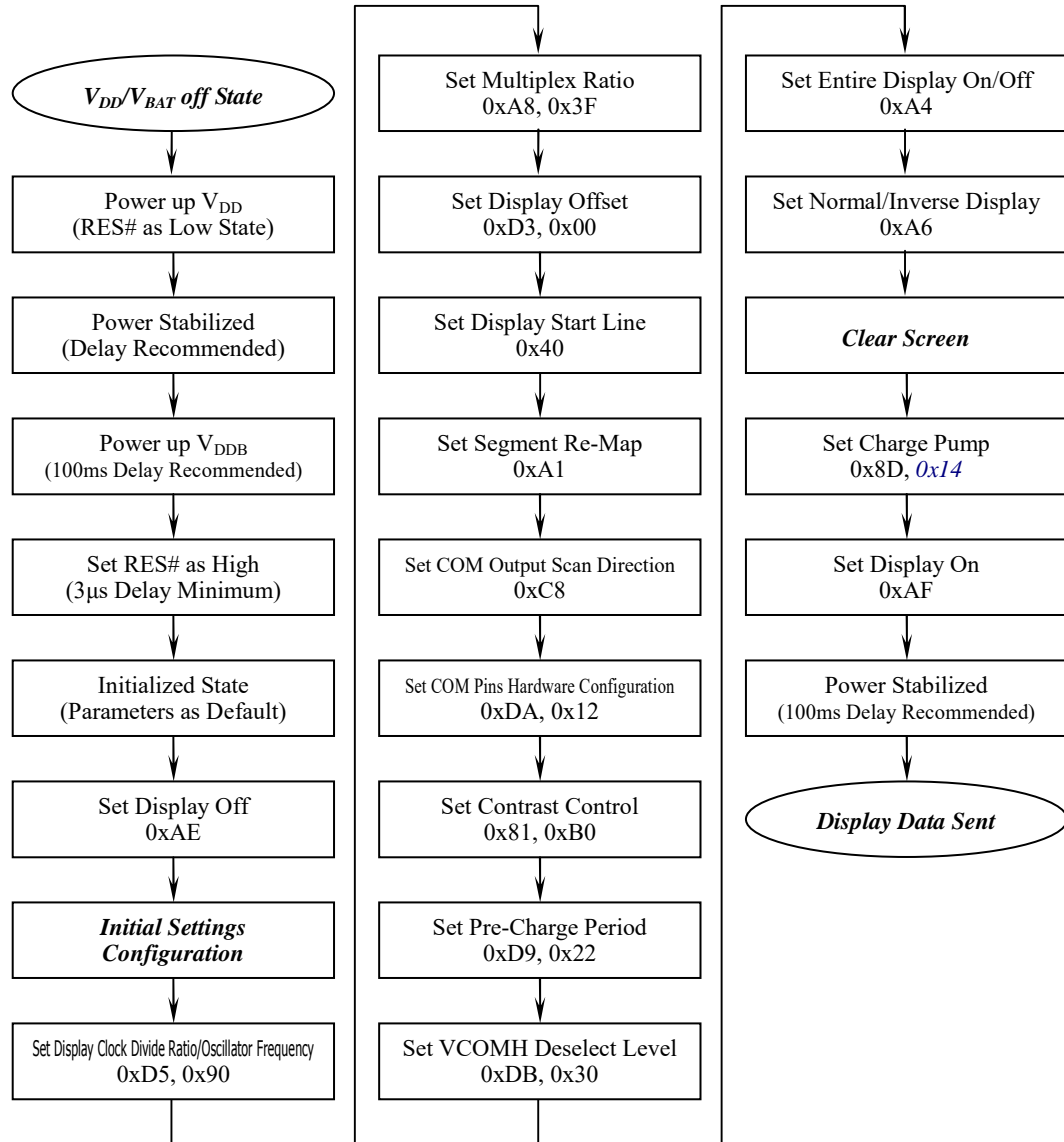 VDD/VBAT off State
Power up VDD
(RES# as Low State)
Power Stabilized
(Delay Recommended)
Power up VDDB
(100ms Delay Recommended)
Set RES# as High
(3μs Delay Minimum)
Initialized State
(Parameters as Default)
Set Display Off
0xAE
Initial Settings
Configuration
Set Display Clock Divide Ratio/Oscillator Frequency
0xD5, 0x90
Set Multiplex Ratio
0xA8, 0x3F
Set Display Offset
0xD3, 0x00
Set Display Start Line
0x40
Set Segment Re-Map
0xA1
Set COM Output Scan Direction
0xC8
Set COM Pins Hardware Configuration
0xDA, 0x12
Set Contrast Control
0x81, 0xB0
Set Pre-Charge Period
0xD9, 0x22
Set VCOMH Deselect Level
0xDB, 0x30
Set Entire Display On/Off
0xA4
Set Normal/Inverse Display
0xA6
Clear Screen
Set Charge Pump
0x8D, 0x14
Set Display On
0xAF
Power Stabilized
(100ms Delay Recommended)
Display Data Sent